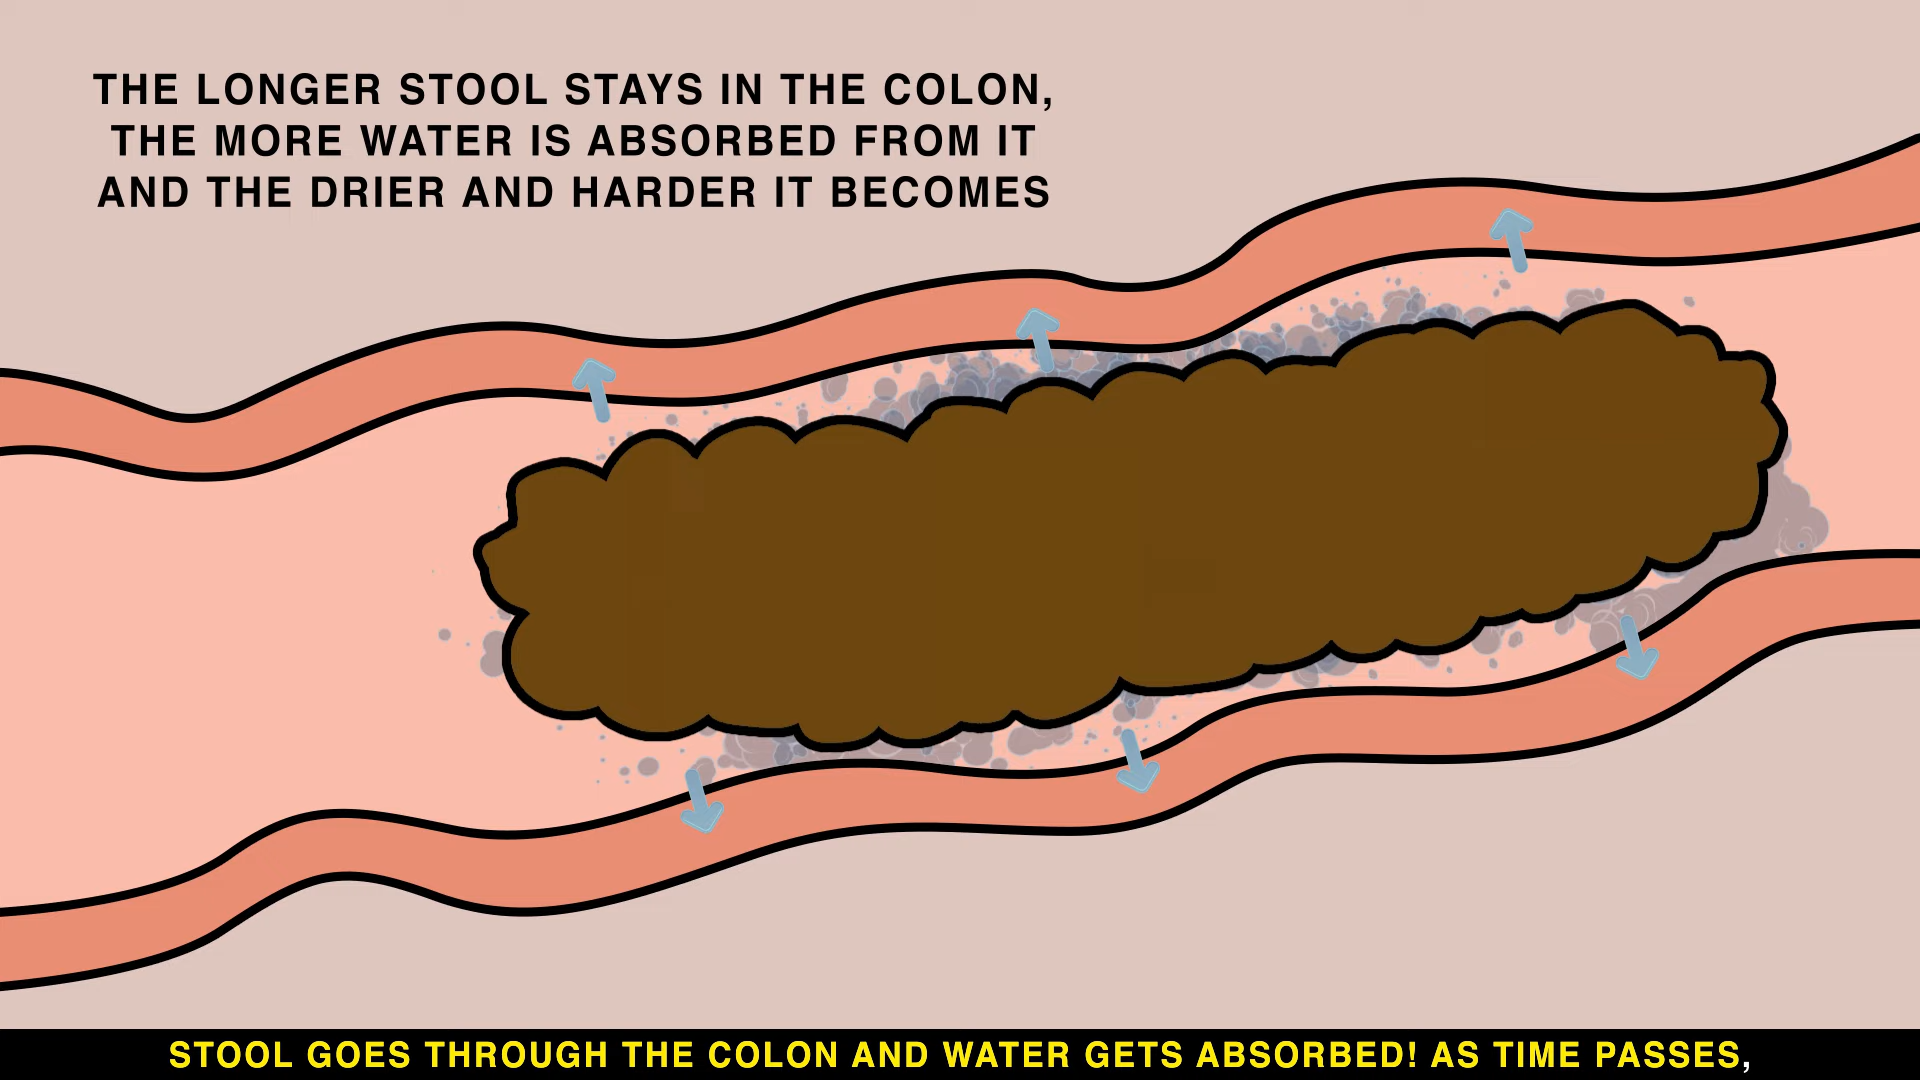 THE LONGER STOOL STAYS IN THE COLON,
THE MORE WATER IS ABSORBED FROM IT
AND THE DRIER AND HARDER IT BECOMES
STOOL GOES THROUGH THE COLON AND WATER GETS ABSORBED! AS TIME PASSES,